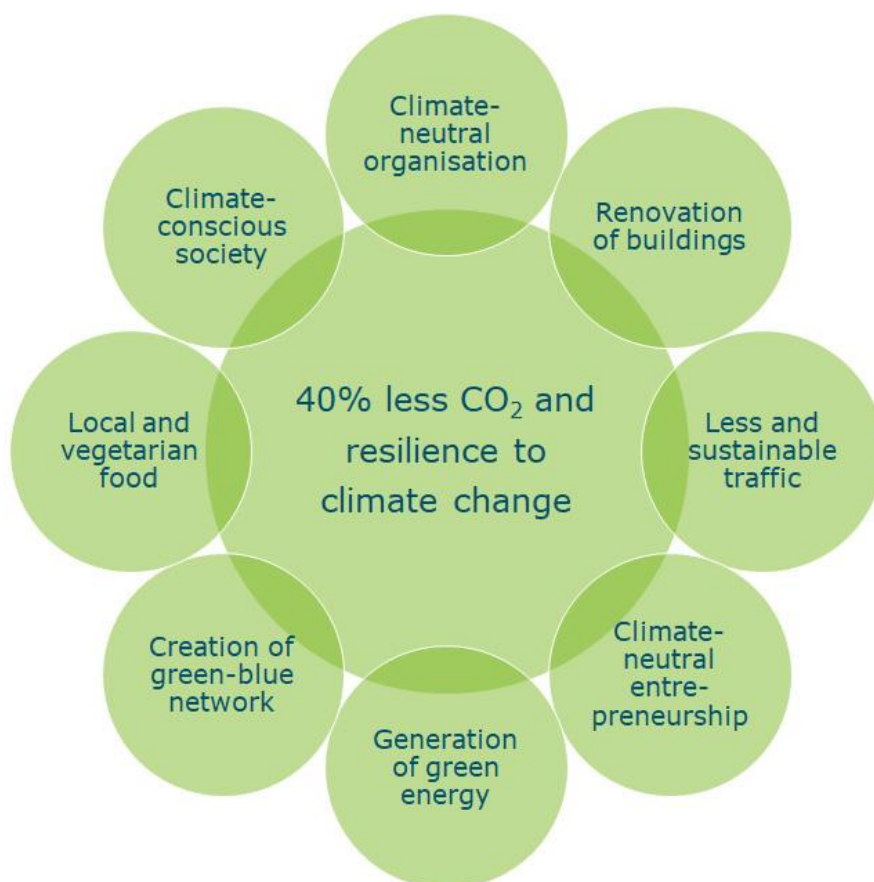 Climate-
neutral
organisation
Renovation
of buildings
Less and
sustainable
traffic
Climate-
neutral
entre-
preneurship
Generation
of green
energy
Creation of
green-blue
network
Local and
vegetarian
food
Climate-
conscious
society
40% less CO₂ and
resilience to
climate change